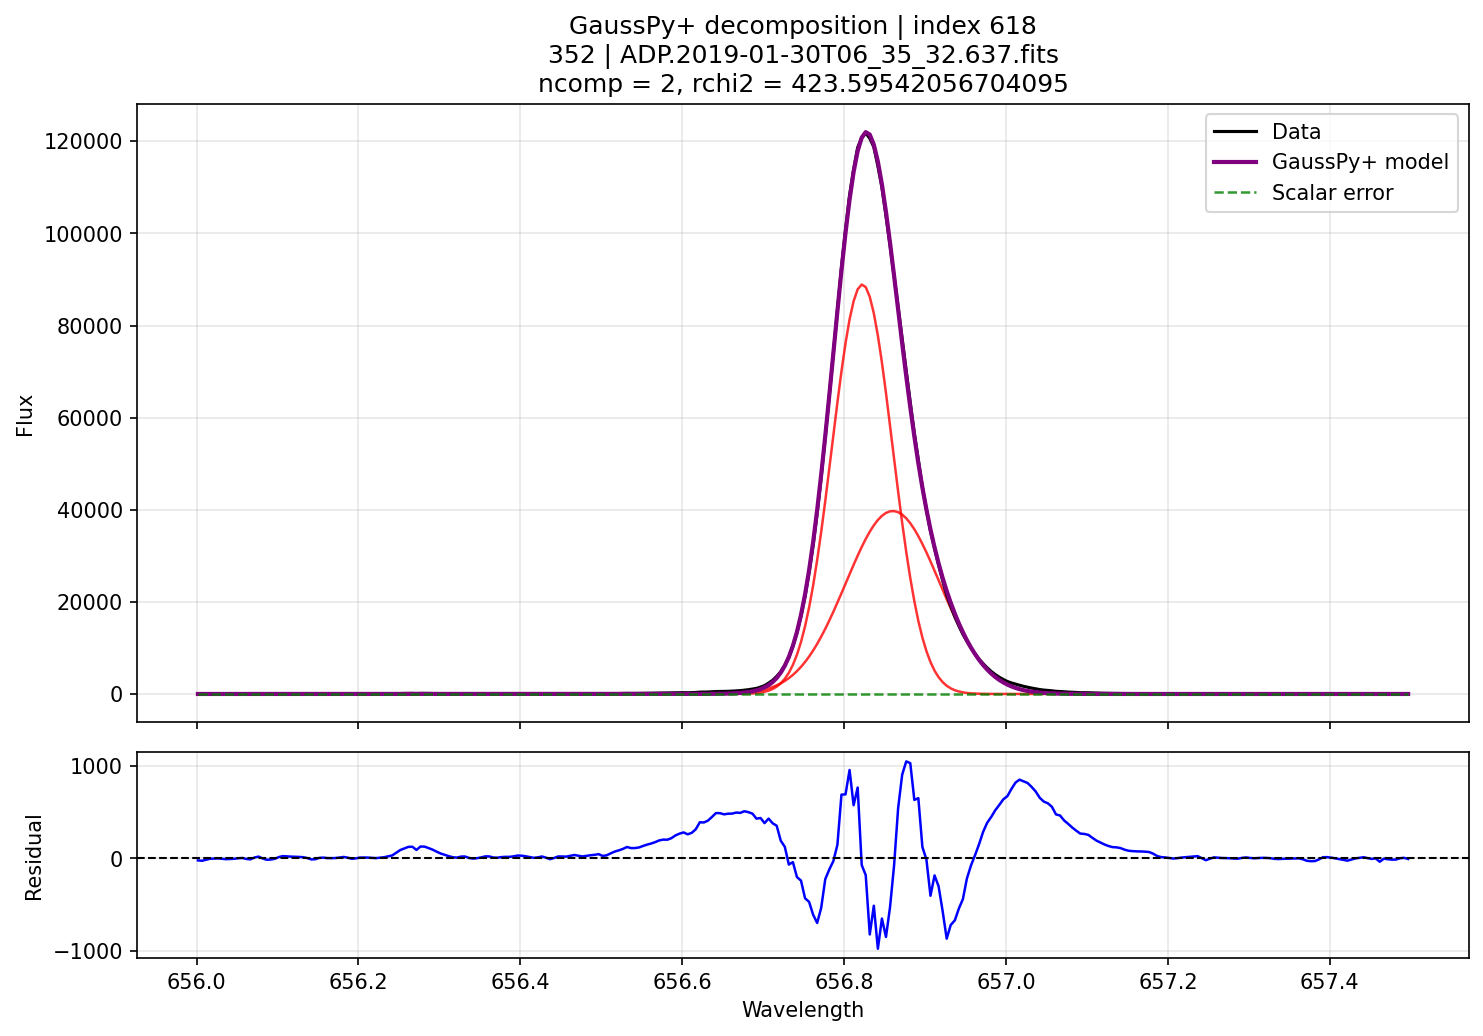 GaussPy+ decomposition | index 618
352 | ADP.2019-01-30T06_35_32.637.fits
ncomp = 2, rchi2 = 423.59542056704095
Data
GaussPy+ model
Scalar error
120000
100000
80000
60000
40000
20000
0
Flux
1000
0
−1000
Residual
656.0
656.2
656.4
656.6
656.8
657.0
657.2
657.4
Wavelength